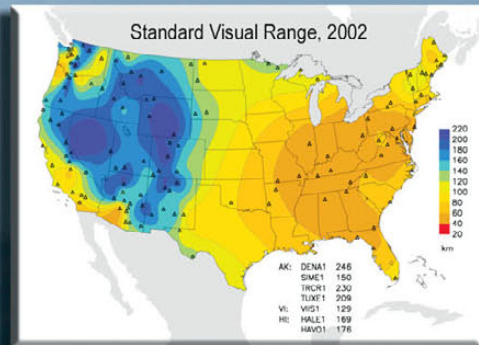 Standard Visual Range, 2002
220
200
180
160
140
120
100
80
60
40
20
km
AK: DENA1 246
SIME1 150
TRCR1 230
TUXE1 209
VI: VIIS1 129
HI: HALE1 169
HAVO1 176